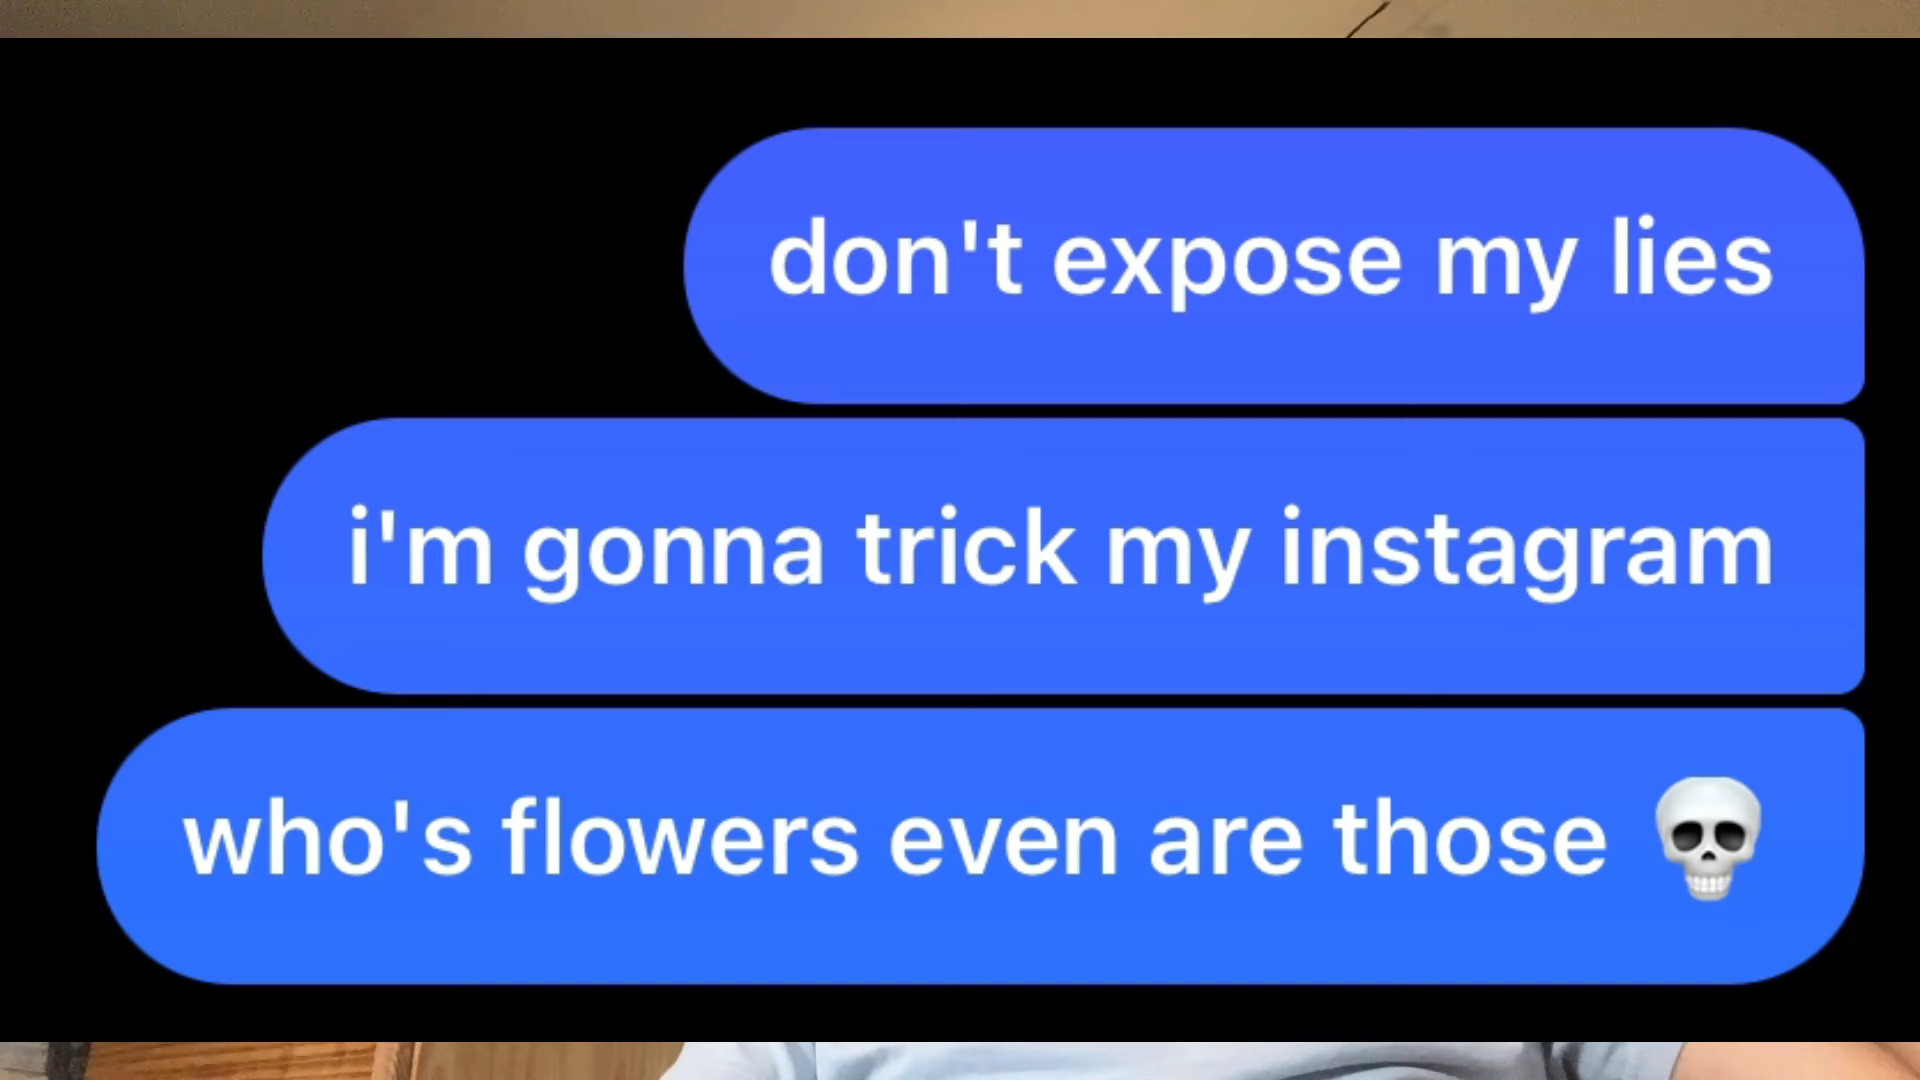 don't expose my lies
i'm gonna trick my instagram
who's flowers even are those 💀